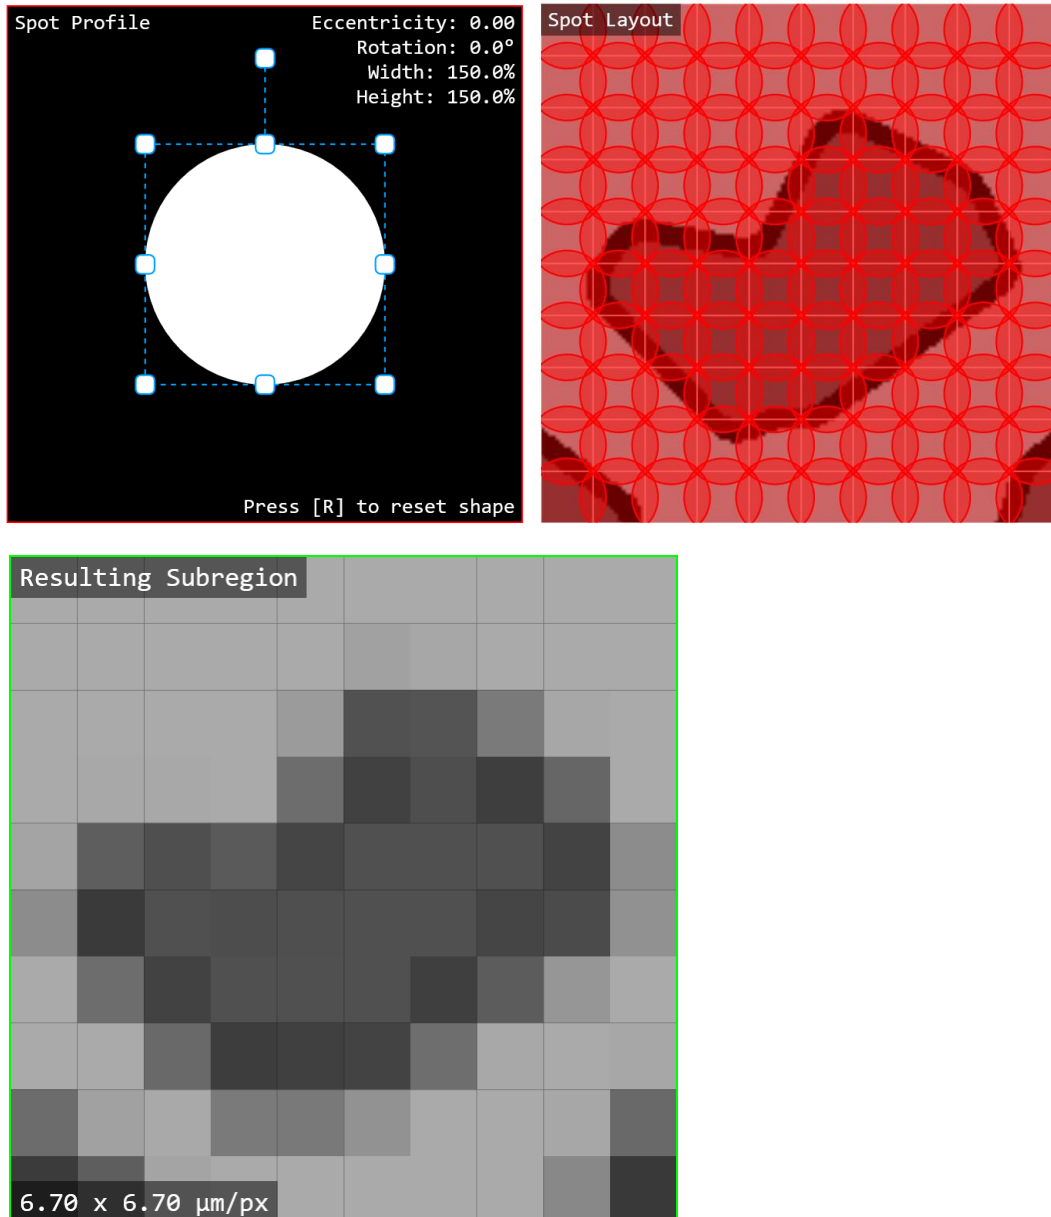 Spot Profile
Eccentricity: 0.00
Rotation: 0.0°
Width: 150.0%
Height: 150.0%
Press [R] to reset shape
Spot Layout
Resulting Subregion
6.70 x 6.70 µm/px